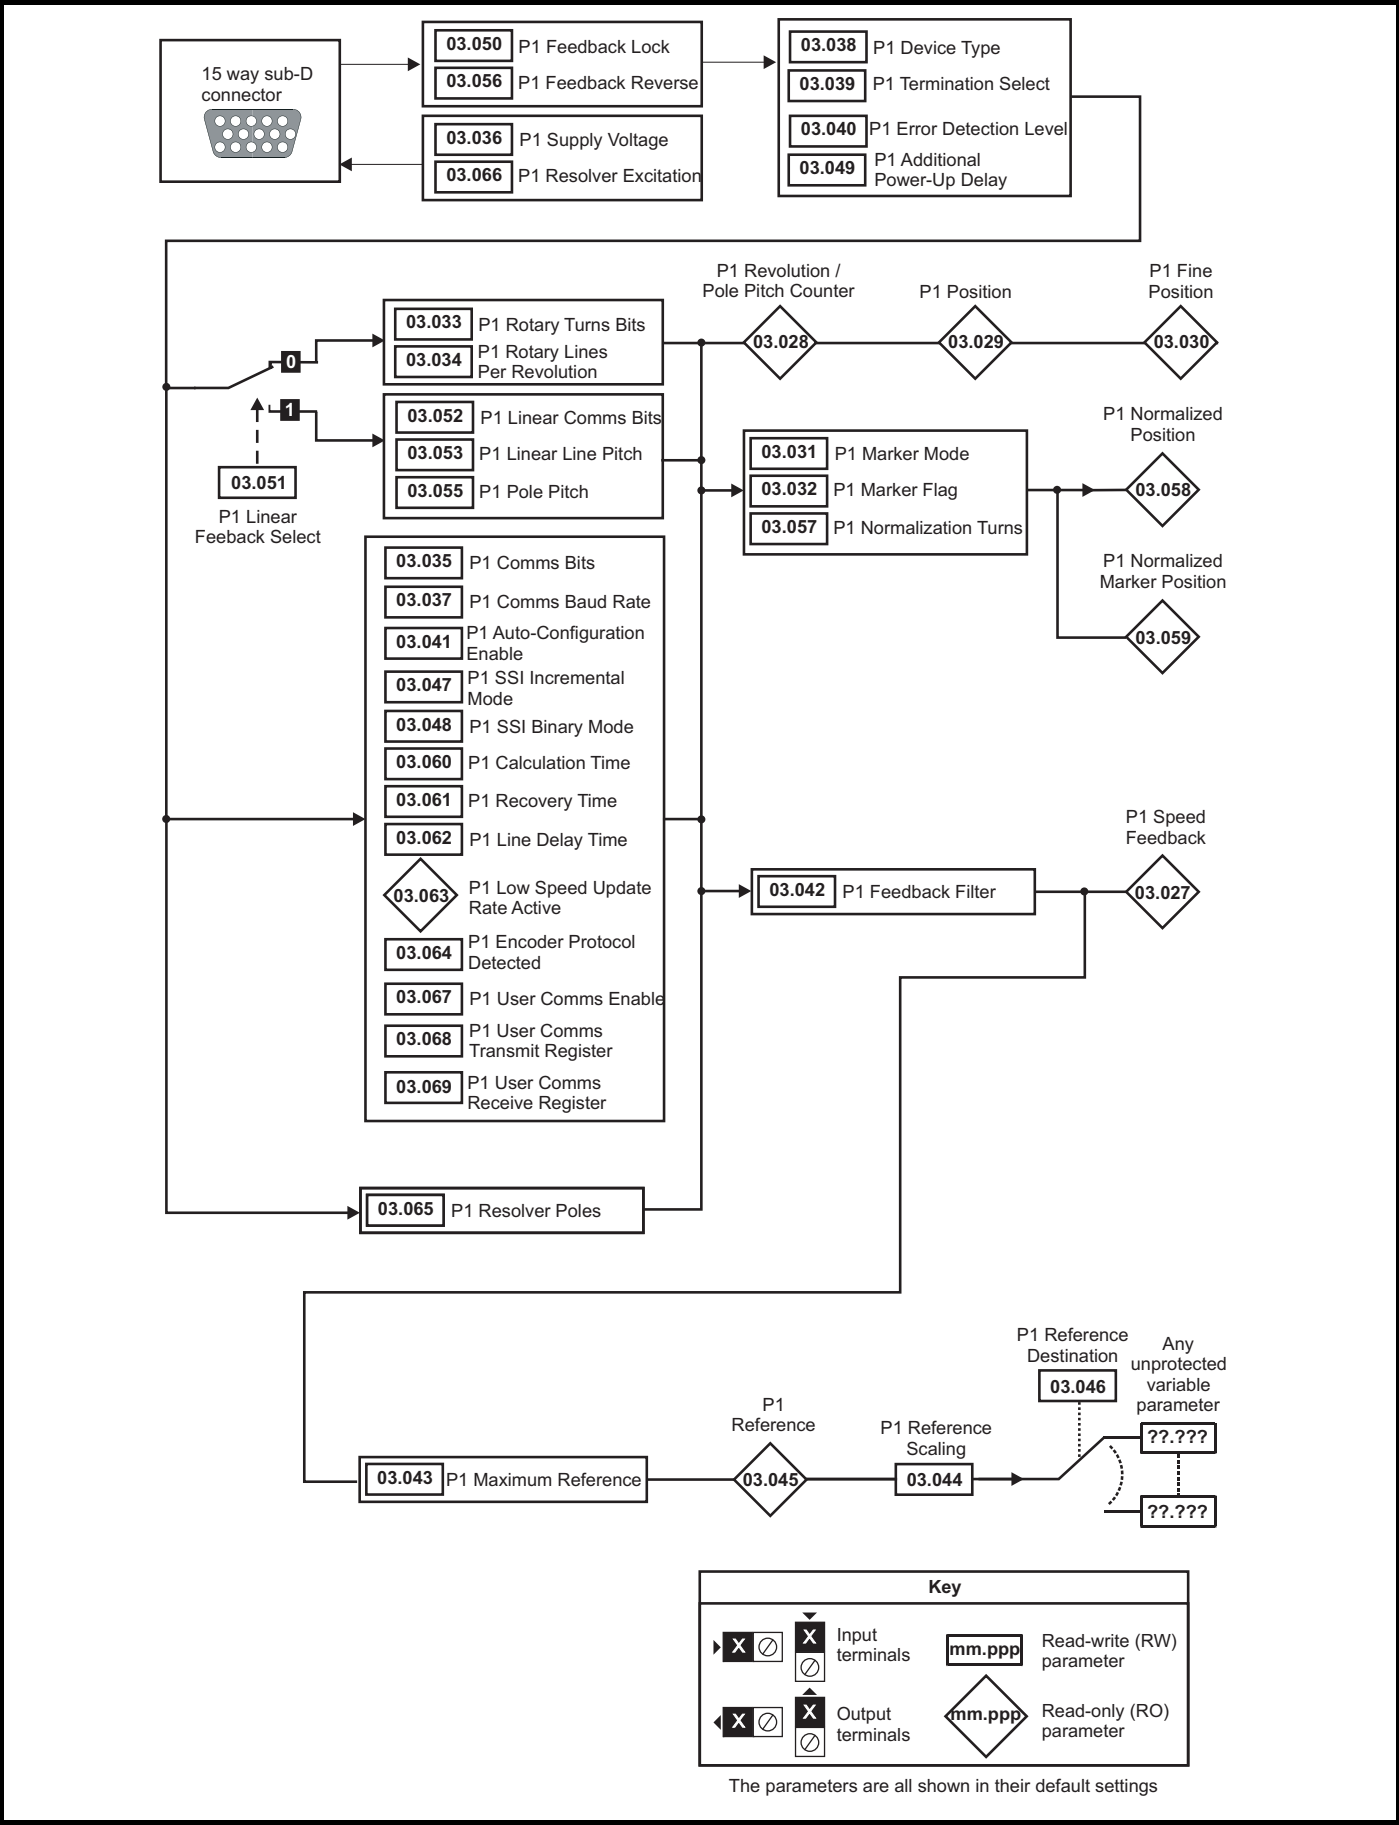 15 way sub-D
connector
03.050 P1 Feedback Lock
03.056 P1 Feedback Reverse
03.036 P1 Supply Voltage
03.066 P1 Resolver Excitation
03.038 P1 Device Type
03.039 P1 Termination Select
03.040 P1 Error Detection Level
03.049 P1 Additional
Power-Up Delay
0
1
03.051
P1 Linear
Feeback Select
03.033 P1 Rotary Turns Bits
03.034 P1 Rotary Lines
Per Revolution
03.052 P1 Linear Comms Bits
03.053 P1 Linear Line Pitch
03.055 P1 Pole Pitch
P1 Revolution /
Pole Pitch Counter
03.028
P1 Position
03.029
P1 Fine
Position
03.030
03.031 P1 Marker Mode
03.032 P1 Marker Flag
03.057 P1 Normalization Turns
P1 Normalized
Position
03.058
P1 Normalized
Marker Position
03.059
03.035 P1 Comms Bits
03.037 P1 Comms Baud Rate
03.041 P1 Auto-Configuration
Enable
03.047 P1 SSI Incremental
Mode
03.048 P1 SSI Binary Mode
03.060 P1 Calculation Time
03.061 P1 Recovery Time
03.062 P1 Line Delay Time
03.063 P1 Low Speed Update
Rate Active
03.064 P1 Encoder Protocol
Detected
03.067 P1 User Comms Enable
03.068 P1 User Comms
Transmit Register
03.069 P1 User Comms
Receive Register
03.042 P1 Feedback Filter
P1 Speed
Feedback
03.027
03.065 P1 Resolver Poles
03.043 P1 Maximum Reference
P1
Reference
03.045
P1 Reference
Scaling
03.044
P1 Reference
Destination
03.046
Any
unprotected
variable
parameter
??.???
??.???
Key
X
X
Input
terminals
mm.ppp
Read-write (RW)
parameter
X
X
Output
terminals
mm.ppp
Read-only (RO)
parameter
The parameters are all shown in their default settings